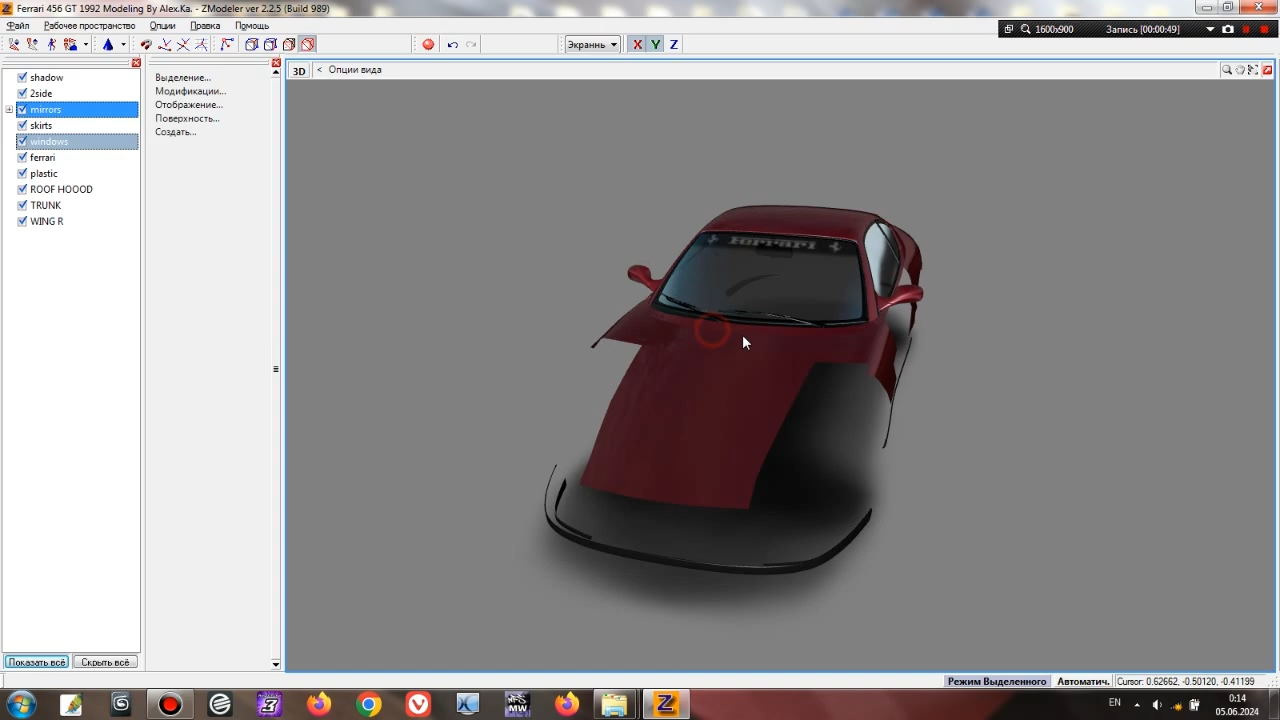 Ferrari 456 GT 1992 Modeling By Alex.Ka. - ZModeler ver 2.2.5 (Build 989)
Файл Рабочее пространство Опции Правка Помощь
1600x900 Запись [00:00:49]
Экранны X Y Z
3D < Опции вида
shadow
2side
mirrors
skirts
windows
ferrari
plastic
ROOF HOOOD
TRUNK
WING R
Выделение...
Модификации...
Отображение...
Поверхность...
Создать...
Ferrari
Показать всё Скрыть всё
Режим Выделенного Автоматич. Cursor: 0.62662, -0.50120, -0.41199
NFS
MW
EN
0:14
05.06.2024